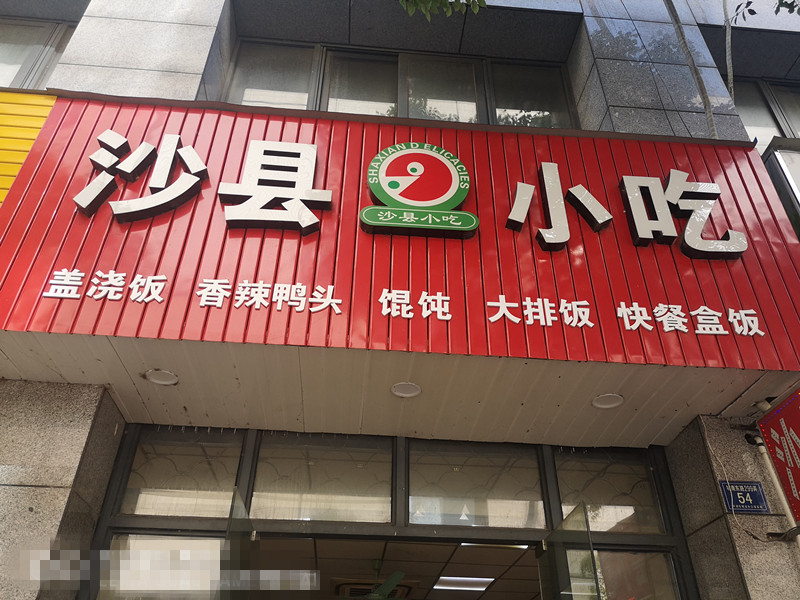 沙县 小吃
SHAXIAN DELICACIES
沙县小吃
盖浇饭 香辣鸭头 馄饨 大排饭 快餐盒饭
54